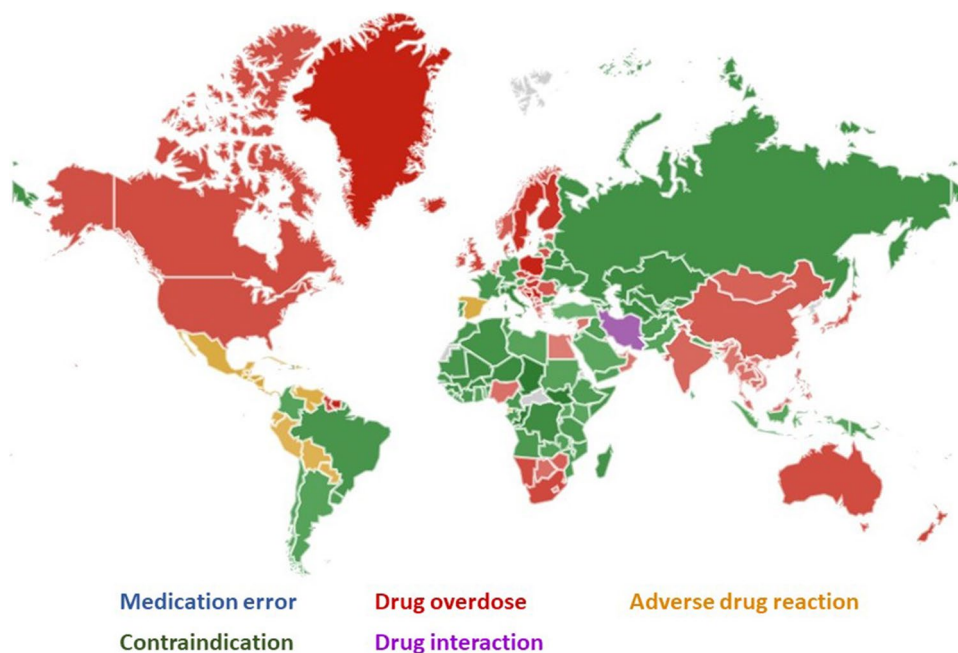 Medication error Drug overdose Adverse drug reaction
Contraindication Drug interaction